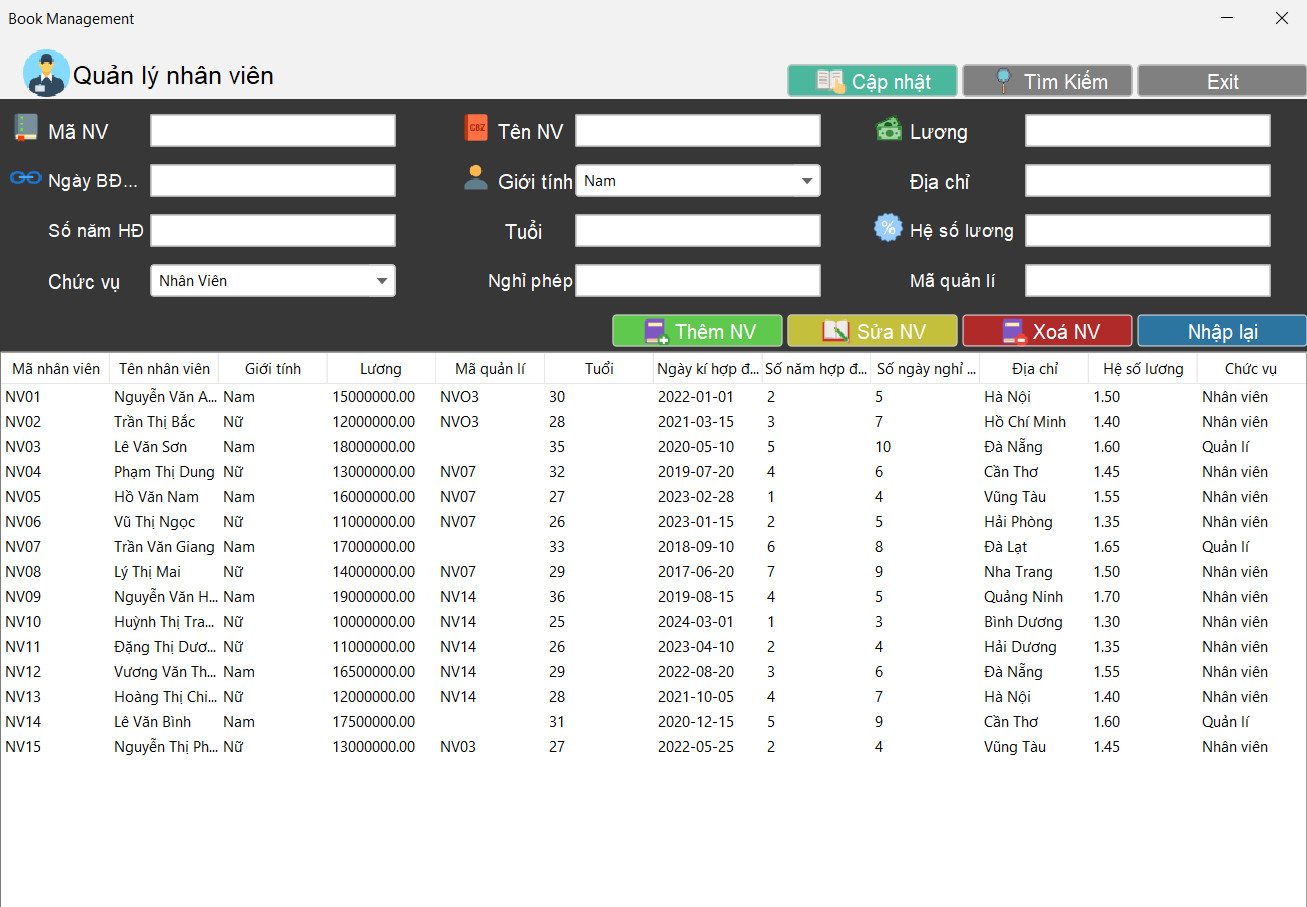 Book Management
Quản lý nhân viên
Cập nhật Tìm Kiếm Exit
Mã NV Tên NV Lương
Ngày BĐ... Giới tính Nam Địa chỉ
Số năm HĐ Tuổi Hệ số lương
Chức vụ Nhân Viên Nghỉ phép Mã quản lí
Thêm NV Sửa NV Xoá NV Nhập lại
Mã nhân viên Tên nhân viên Giới tính Lương Mã quản lí Tuổi Ngày kí hợp đ... Số năm hợp đ... Số ngày nghỉ ... Địa chỉ Hệ số lương Chức vụ
NV01 Nguyễn Văn A... Nam 15000000.00 NVO3 30 2022-01-01 2 5 Hà Nội 1.50 Nhân viên
NV02 Trần Thị Bắc Nữ 12000000.00 NVO3 28 2021-03-15 3 7 Hồ Chí Minh 1.40 Nhân viên
NV03 Lê Văn Sơn Nam 18000000.00 35 2020-05-10 5 10 Đà Nẵng 1.60 Quản lí
NV04 Phạm Thị Dung Nữ 13000000.00 NV07 32 2019-07-20 4 6 Cần Thơ 1.45 Nhân viên
NV05 Hồ Văn Nam Nam 16000000.00 NV07 27 2023-02-28 1 4 Vũng Tàu 1.55 Nhân viên
NV06 Vũ Thị Ngọc Nữ 11000000.00 NV07 26 2023-01-15 2 5 Hải Phòng 1.35 Nhân viên
NV07 Trần Văn Giang Nam 17000000.00 33 2018-09-10 6 8 Đà Lạt 1.65 Quản lí
NV08 Lý Thị Mai Nữ 14000000.00 NV07 29 2017-06-20 7 9 Nha Trang 1.50 Nhân viên
NV09 Nguyễn Văn H... Nam 19000000.00 NV14 36 2019-08-15 4 5 Quảng Ninh 1.70 Nhân viên
NV10 Huỳnh Thị Tra... Nữ 10000000.00 NV14 25 2024-03-01 1 3 Bình Dương 1.30 Nhân viên
NV11 Đặng Thị Dươ... Nữ 11000000.00 NV14 26 2023-04-10 2 4 Hải Dương 1.35 Nhân viên
NV12 Vương Văn Th... Nam 16500000.00 NV14 29 2022-08-20 3 6 Đà Nẵng 1.55 Nhân viên
NV13 Hoàng Thị Chi... Nữ 12000000.00 NV14 28 2021-10-05 4 7 Hà Nội 1.40 Nhân viên
NV14 Lê Văn Bình Nam 17500000.00 31 2020-12-15 5 9 Cần Thơ 1.60 Quản lí
NV15 Nguyễn Thị Ph... Nữ 13000000.00 NV03 27 2022-05-25 2 4 Vũng Tàu 1.45 Nhân viên